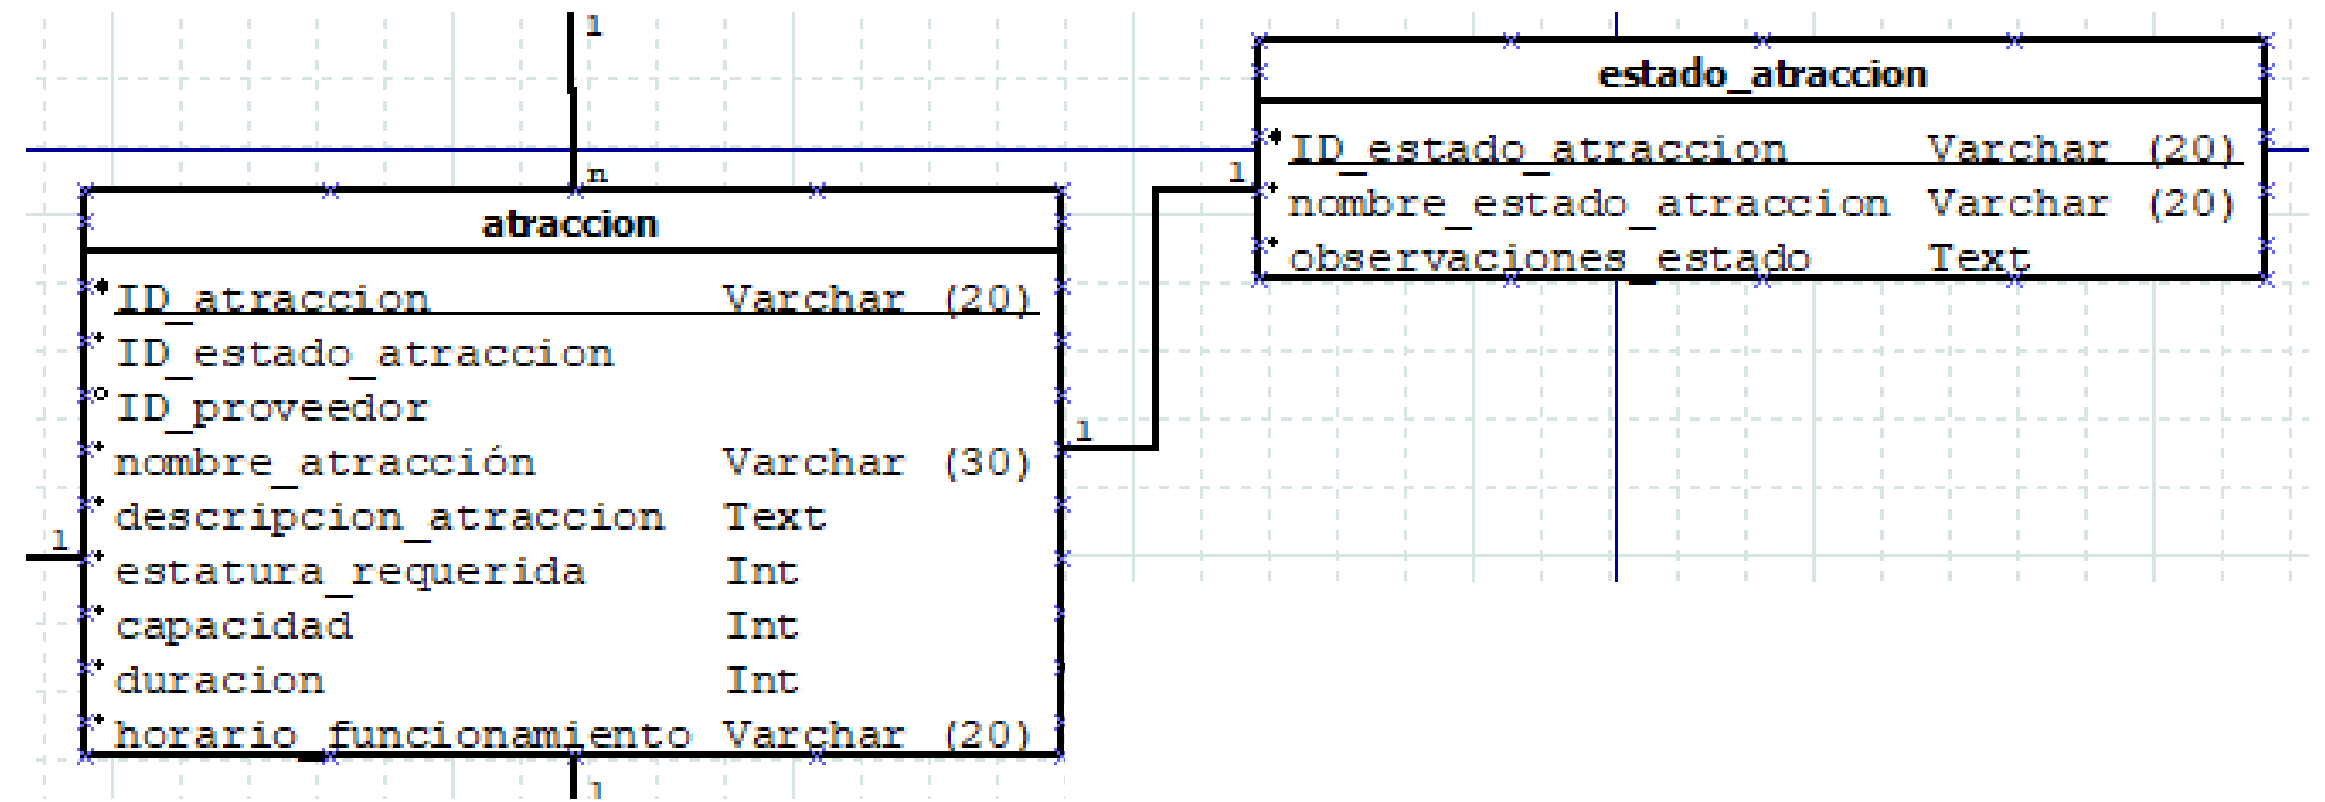 1
n
atraccion
ID_atraccion Varchar (20)
ID_estado_atraccion
ID_proveedor
nombre_atracción Varchar (30)
descripcion_atraccion Text
estatura_requerida Int
capacidad Int
duracion Int
horario_funcionamiento Varchar (20)
1
1
1
1
estado_atraccion
ID_estado_atraccion Varchar (20)
nombre_estado_atraccion Varchar (20)
observaciones_estado Text